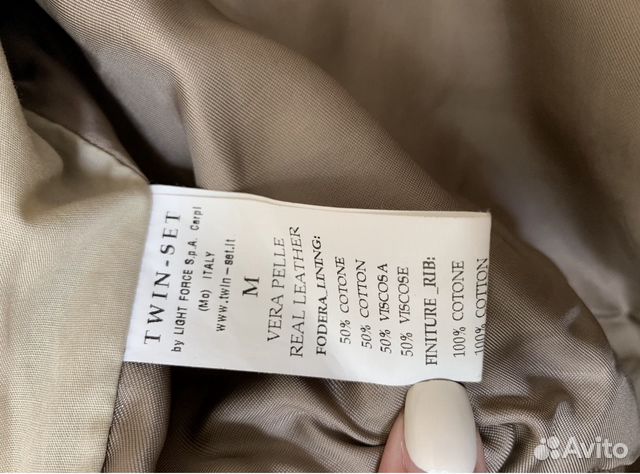 TWIN-SET
by LIGHT FORCE S.p.A. Carpi
(Mo) ITALY
www.twin-set.it
M
VERA PELLE
REAL LEATHER
FODERA_LINING:
50% COTONE
50% COTTON
50% VISCOSA
50% VISCOSE
FINITURE_RIB:
100% COTONE
100% COTTON
Avito